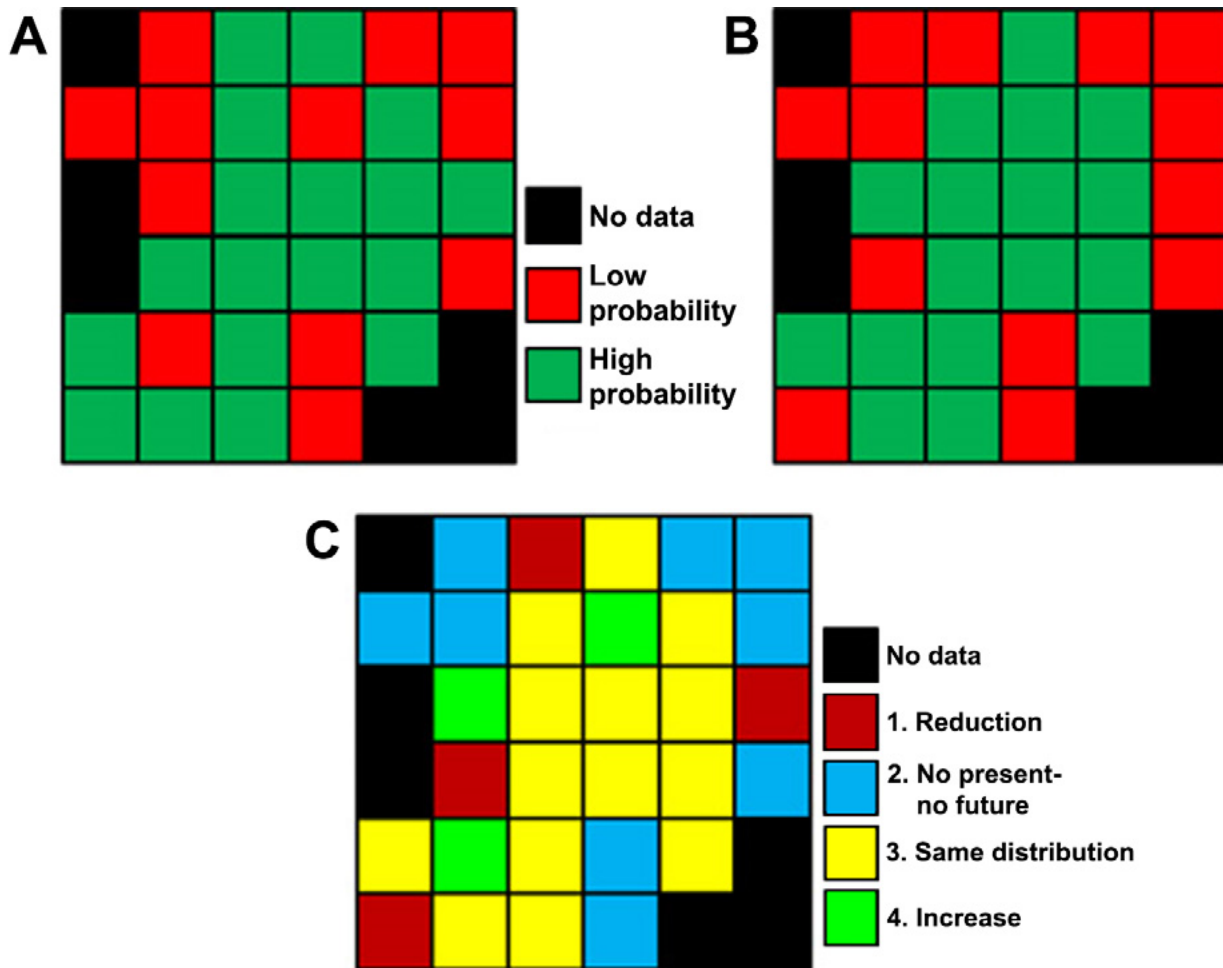 A
B
No data
Low
probability
High
probability
C
No data
1. Reduction
2. No present-
no future
3. Same distribution
4. Increase